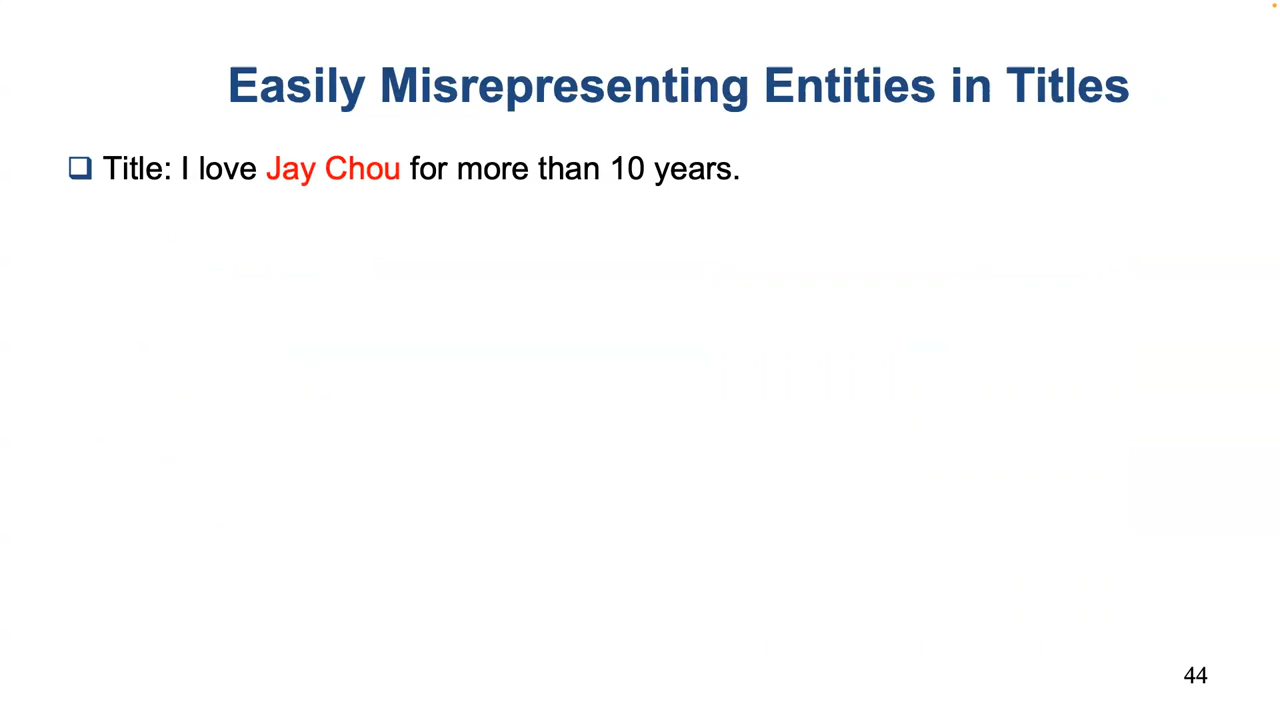 Easily Misrepresenting Entities in Titles
Title: I love Jay Chou for more than 10 years.
44